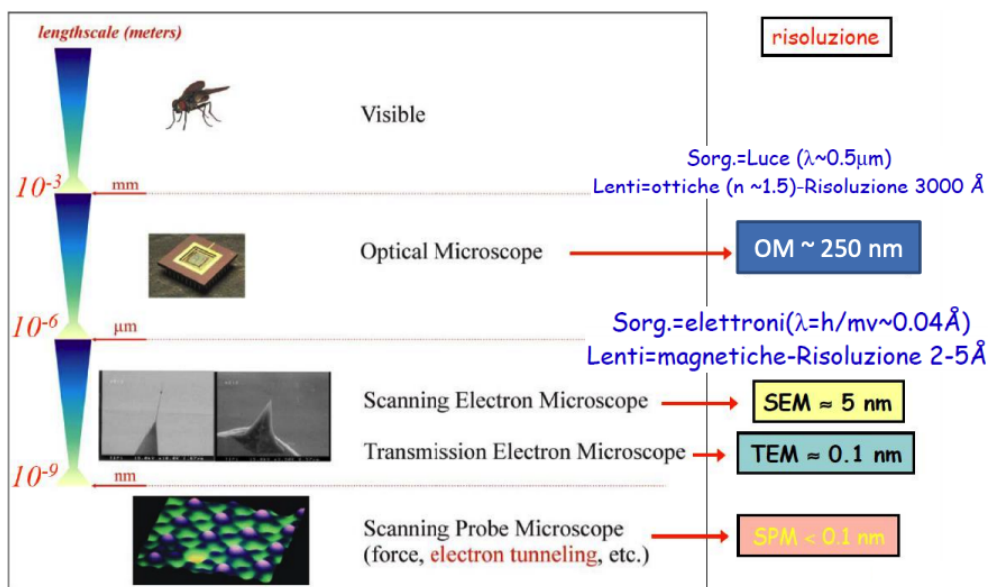 lengthscale (meters)
risoluzione
Visible
Sorg.=Luce (λ~0.5μm)
Lenti=ottiche (n ~1.5)-Risoluzione 3000 Å
10⁻³
mm
Optical Microscope
OM ~ 250 nm
10⁻⁶
μm
Sorg.=elettroni(λ=h/mv~0.04Å)
Lenti=magnetiche-Risoluzione 2-5Å
Scanning Electron Microscope
SEM ≈ 5 nm
Transmission Electron Microscope
TEM ≈ 0.1 nm
10⁻⁹
nm
Scanning Probe Microscope
(force, electron tunneling, etc.)
SPM < 0.1 nm